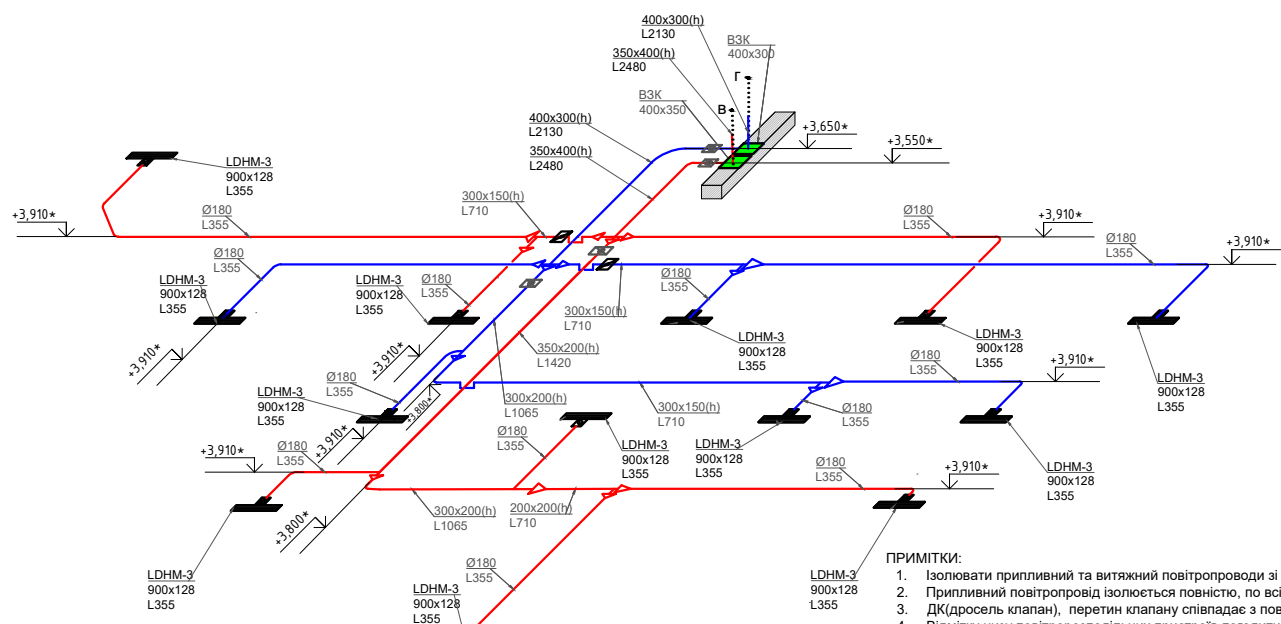 400x300(h)
L2130
ВЗК
400x300
350x400(h)
L2480
Г
ВЗК
400x350
В
400x300(h)
L2130
+3,650*
350x400(h)
L2480
+3,550*
LDHM-3
900x128
L355
300x150(h)
L710
+3,910*
Ø180
L355
Ø180
L355
+3,910*
Ø180
L355
Ø180
L355
+3,910*
LDHM-3
900x128
L355
LDHM-3
900x128
L355
Ø180
L355
Ø180
L355
300x150(h)
L710
LDHM-3
900x128
L355
LDHM-3
900x128
L355
LDHM-3
900x128
L355
+3,910*
+3,910*
350x200(h)
L1420
Ø180
L355
+3,910*
LDHM-3
900x128
L355
Ø180
L355
+3,800*
300x200(h)
L1065
300x150(h)
L710
Ø180
L355
+3,910*
Ø180
L355
LDHM-3
900x128
L355
LDHM-3
900x128
L355
LDHM-3
900x128
L355
+3,910*
Ø180
L355
Ø180
L355
+3,910*
300x200(h)
L1065
200x200(h)
L710
+3,800*
LDHM-3
900x128
L355
Ø180
L355
LDHM-3
900x128
L355
LDHM-3
900x128
L355
ПРИМІТКИ:
1. Ізолювати припливний та витяжний повітропроводи зі
2. Припливний повітропровід ізолюється повністю, по всі
3. ДК(дросель клапан), перетин клапану співпадає з пов